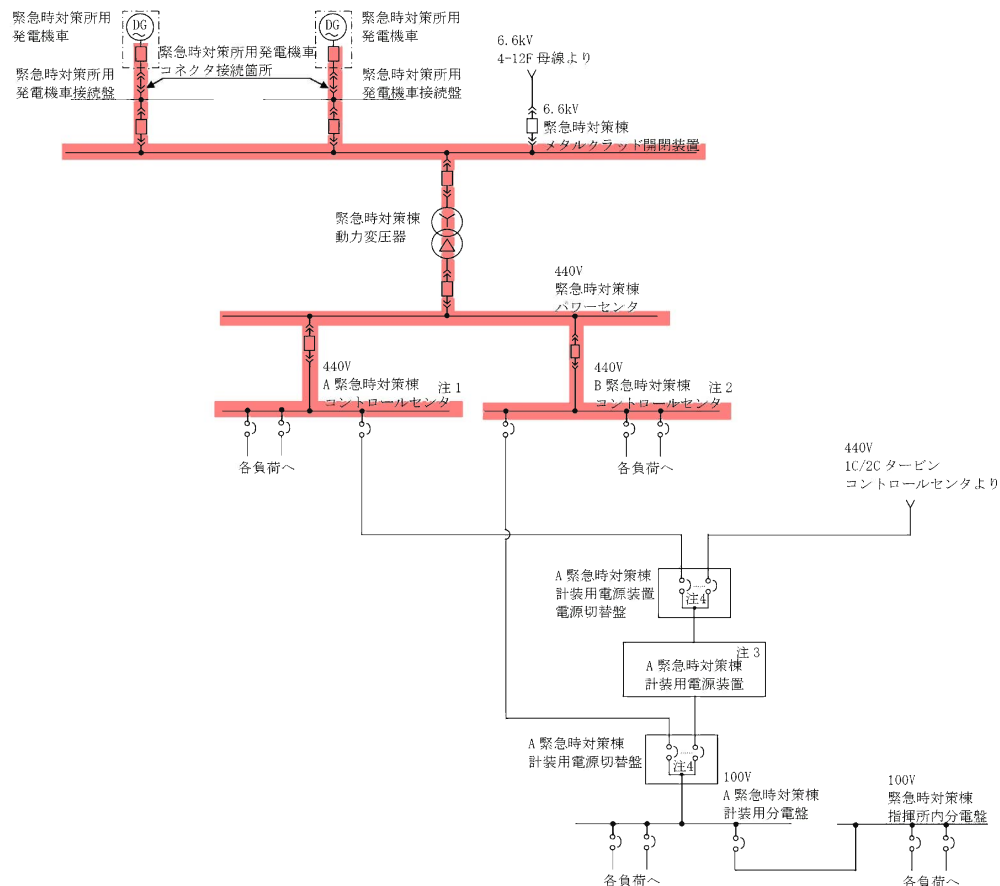 緊急時対策所用
発電機車
DG
緊急時対策所用
発電機車
DG
緊急時対策所用発電機車
コネクタ接続箇所
緊急時対策所用
発電機車接続盤
緊急時対策所用
発電機車接続盤
6.6kV
4-12F 母線より
6.6kV
緊急時対策棟
メタルクラッド開閉装置
緊急時対策棟
動力変圧器
440V
緊急時対策棟
パワーセンタ
440V
A 緊急時対策棟 注1
コントロールセンタ
440V
B 緊急時対策棟 注2
コントロールセンタ
各負荷へ
各負荷へ
440V
1C/2C タービン
コントロールセンタより
A 緊急時対策棟
計装用電源装置
電源切替盤
注4
注3
A 緊急時対策棟
計装用電源装置
A 緊急時対策棟
計装用電源切替盤
注4
100V
A 緊急時対策棟
計装用分電盤
100V
緊急時対策棟
指揮所内分電盤
各負荷へ
各負荷へ